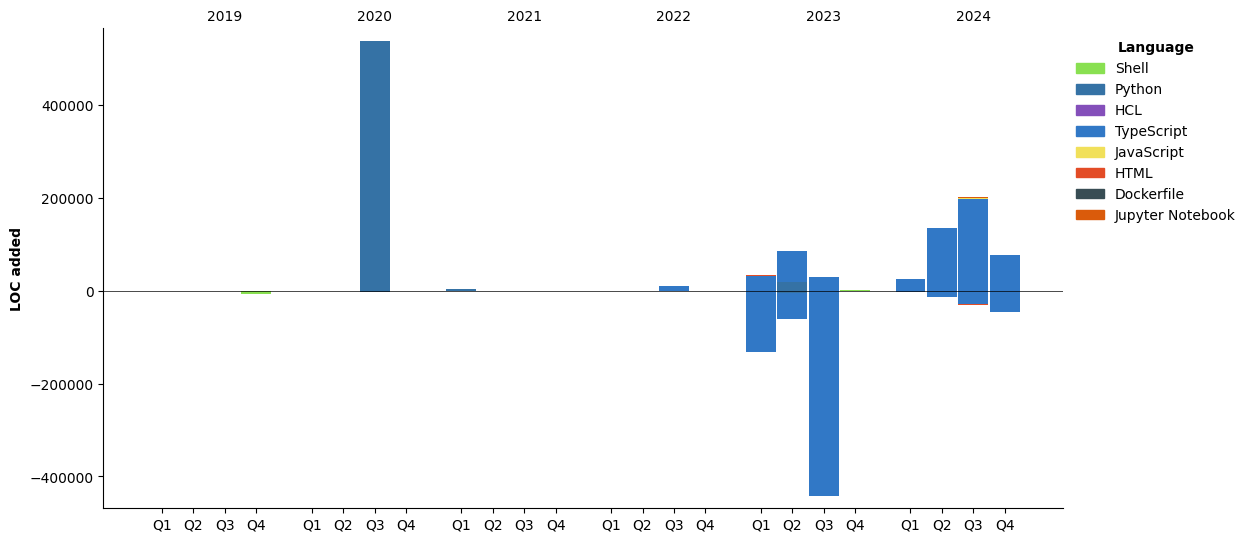 2019 2020 2021 2022 2023 2024
LOC added
400000
200000
0
−200000
−400000
Q1 Q2 Q3 Q4 Q1 Q2 Q3 Q4 Q1 Q2 Q3 Q4 Q1 Q2 Q3 Q4 Q1 Q2 Q3 Q4 Q1 Q2 Q3 Q4
Language
Shell
Python
HCL
TypeScript
JavaScript
HTML
Dockerfile
Jupyter Notebook